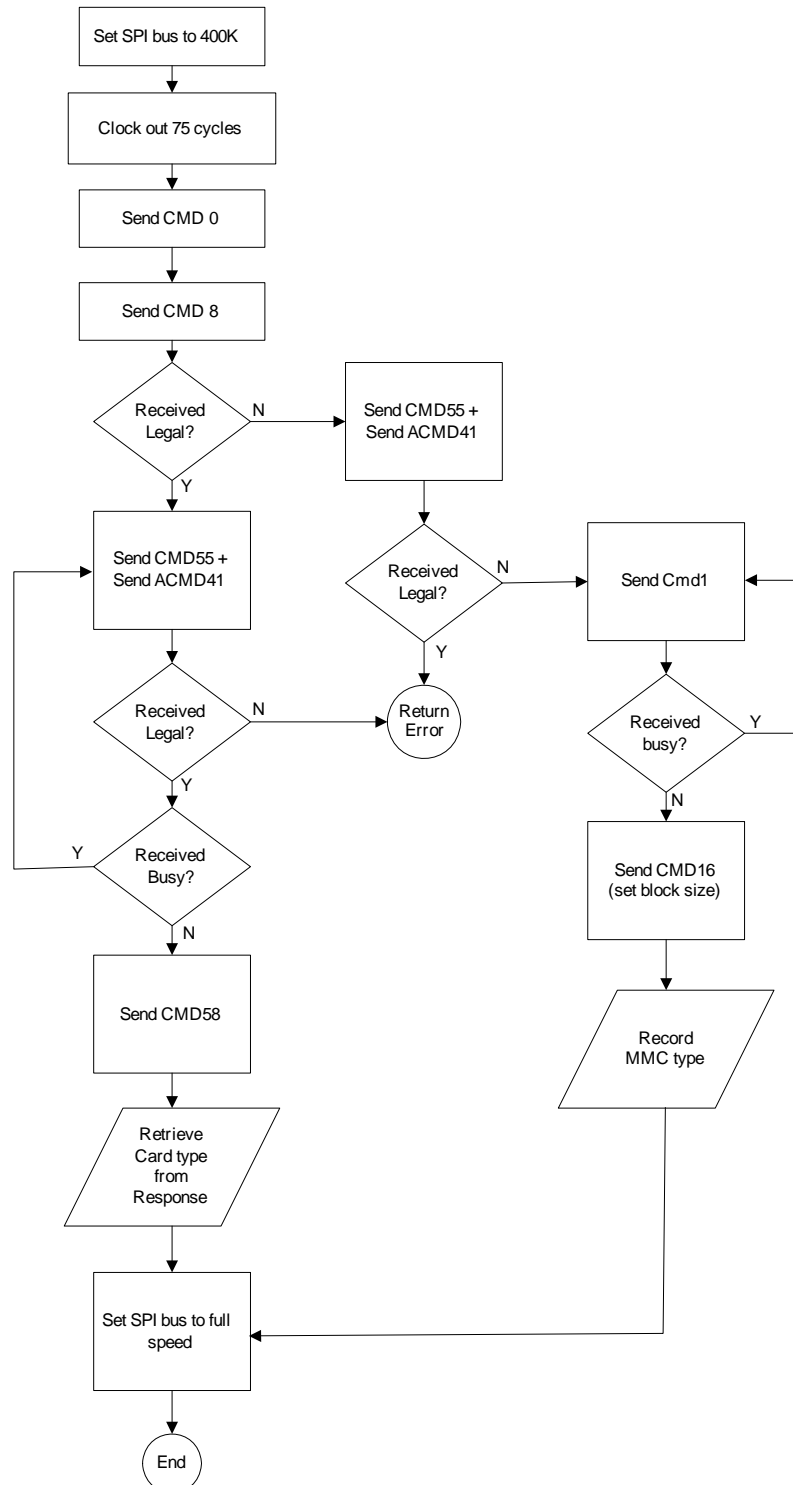 Set SPI bus to 400K
Clock out 75 cycles
Send CMD 0
Send CMD 8
Received
Legal?
N
Y
Send CMD55 +
Send ACMD41
Send CMD55 +
Send ACMD41
Received
Legal?
N
Y
Send Cmd1
Received
Legal?
N
Y
Return
Error
Received
busy?
Y
N
Received
Busy?
Y
N
Send CMD16
(set block size)
Send CMD58
Record
MMC type
Retrieve
Card type
from
Response
Set SPI bus to full
speed
End